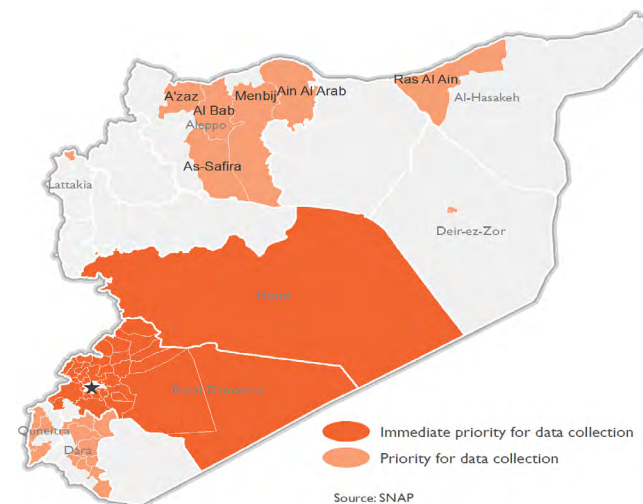 Ras Al Ain
A'zaz
Menbij
Ain Al Arab
Al Bab
Al-Hasakeh
Aleppo
As-Safira
Lattakia
Deir-ez-Zor
Homs
Rural Damascus
Quneitra
Dara
Immediate priority for data collection
Priority for data collection
Source: SNAP